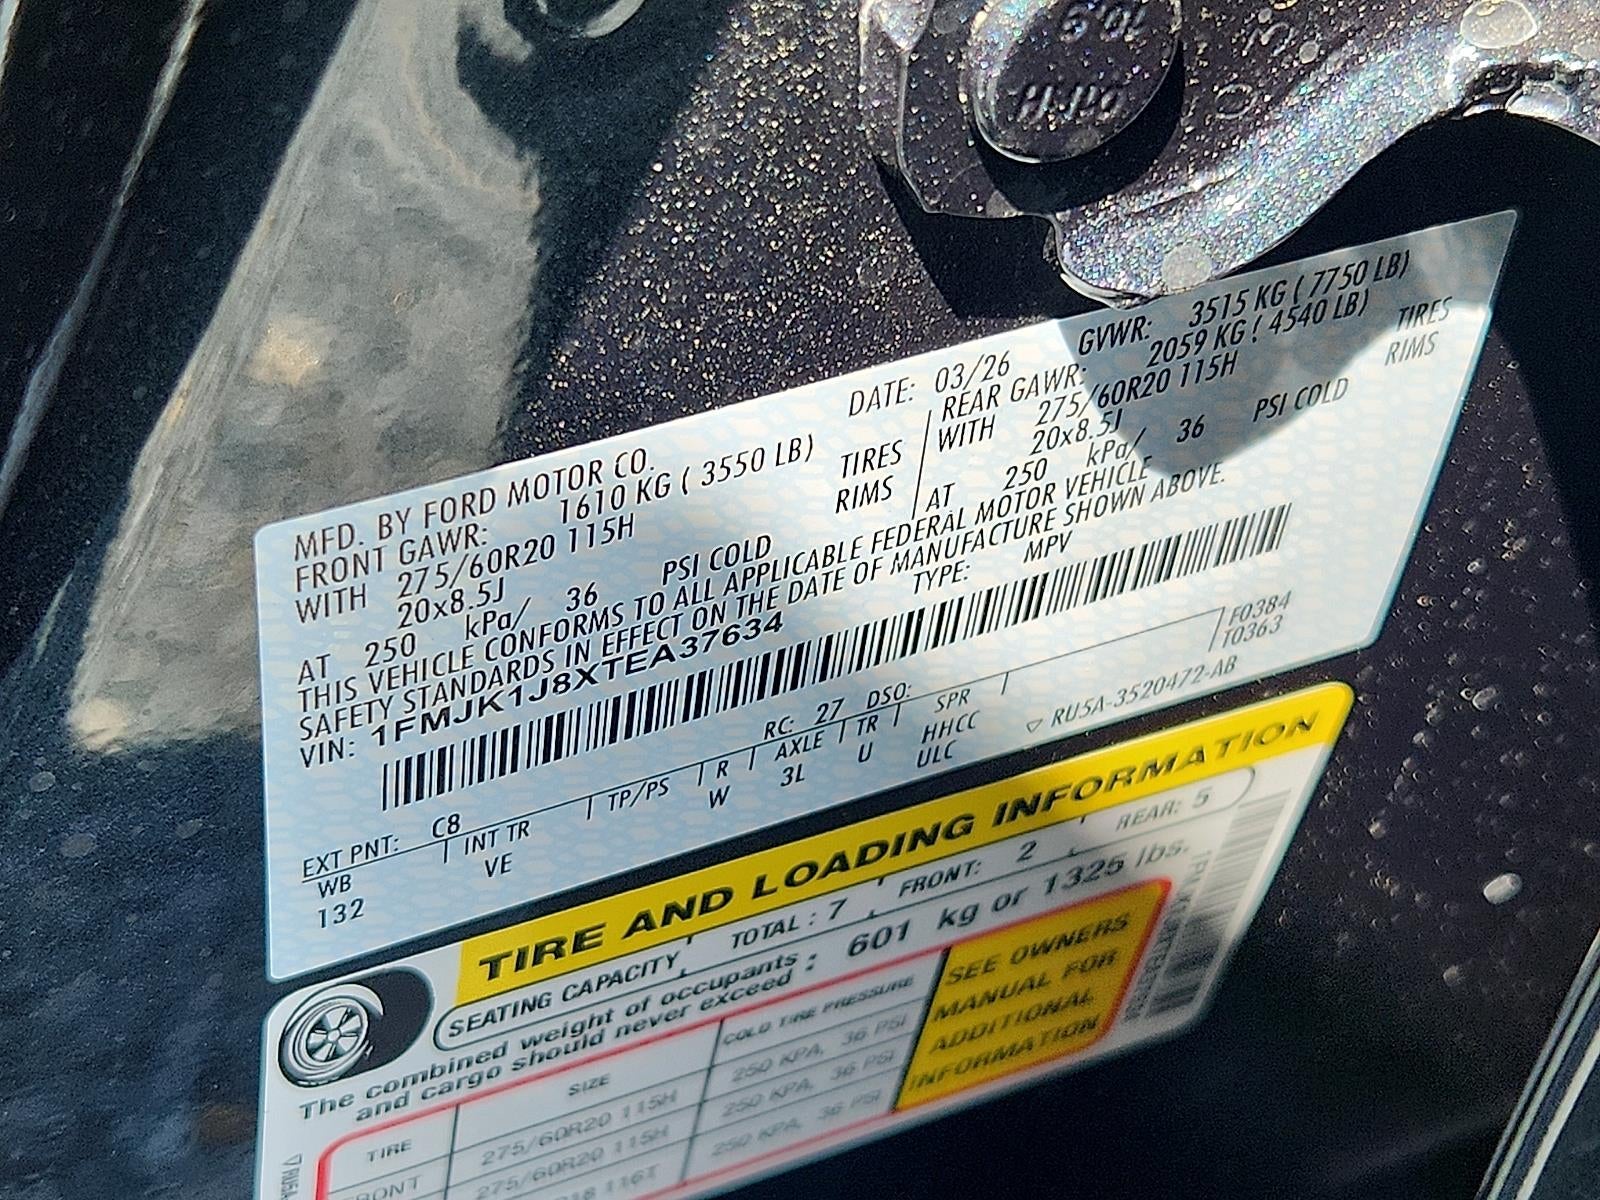 10.9
MFD. BY FORD MOTOR CO.
DATE: 03/26
GVWR: 3515 KG ( 7750 LB)
FRONT GAWR: 1610 KG ( 3550 LB)
REAR GAWR: 2059 KG ! 4540 LB)
WITH 275/60R20 115H TIRES
WITH 275/60R20 115H TIRES
20x8.5J RIMS
20x8.5J RIMS
AT 250 kPa/ 36 PSI COLD
AT 250 kPa/ 36 PSI COLD
THIS VEHICLE CONFORMS TO ALL APPLICABLE FEDERAL MOTOR VEHICLE
SAFETY STANDARDS IN EFFECT ON THE DATE OF MANUFACTURE SHOWN ABOVE.
VIN: 1FMJK1J8XTEA37634
TYPE: MPV
F0384
T0363
EXT PNT: C8
RC: 27 DSO:
WB INT TR TP/PS R AXLE TR SPR
132 VE W 3L U HHCC
ULC
RU5A-3520472-AB
TIRE AND LOADING INFORMATION
SEATING CAPACITY TOTAL : 7 FRONT: 2 REAR: 5
The combined weight of occupants
and cargo should never exceed : 601 kg or 1325 lbs.
TIRE SIZE COLD TIRE PRESSURE
FRONT 275/60R20 115H 250 KPA, 36 PSI
275/60R20 115H 250 KPA, 36 PSI
116T 250 KPA, 36 PSI
SEE OWNERS
MANUAL FOR
ADDITIONAL
INFORMATION